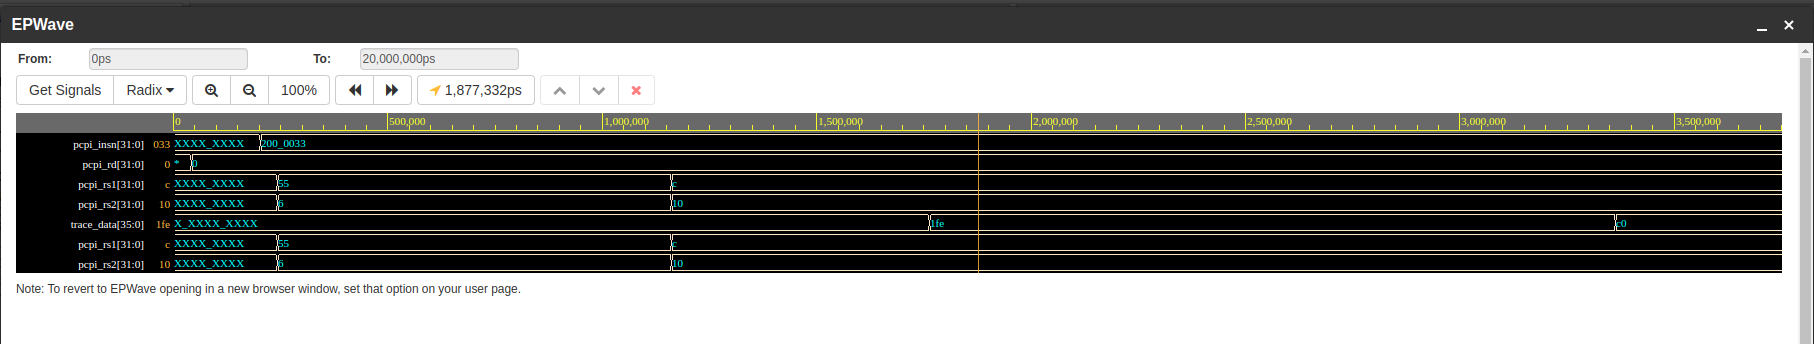 EPWave
From: 0ps To: 20,000,000ps
Get Signals Radix 100% 1,877,332ps
0 500,000 1,000,000 1,500,000 2,000,000 2,500,000 3,000,000 3,500,000
pcpi_insn[31:0] 033 XXXX_XXXX 200_0033
pcpi_rd[31:0] 0 * 0
pcpi_rs1[31:0] c XXXX_XXXX 55 c
pcpi_rs2[31:0] 10 XXXX_XXXX 6 10
trace_data[35:0] 1fe X_XXXX_XXXX 1fe c0
pcpi_rs1[31:0] c XXXX_XXXX 55 c
pcpi_rs2[31:0] 10 XXXX_XXXX 6 10
Note: To revert to EPWave opening in a new browser window, set that option on your user page.